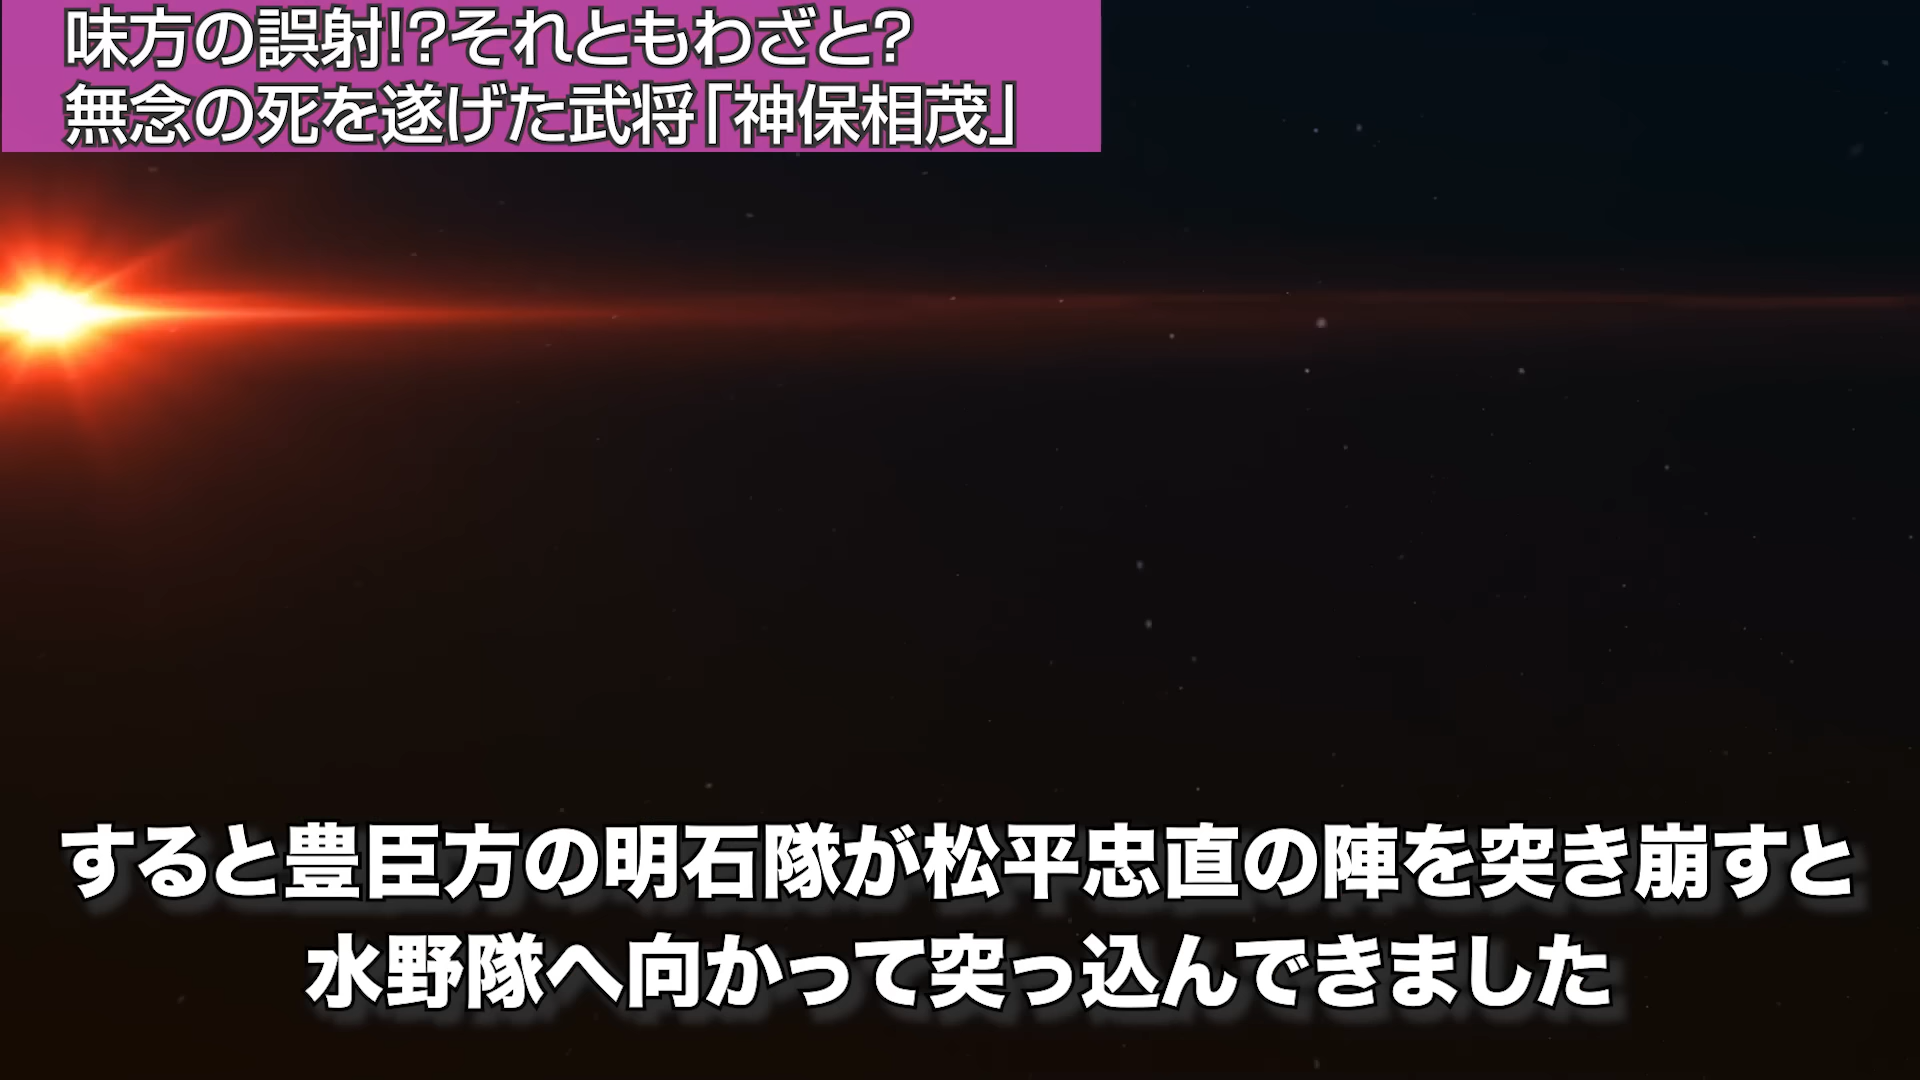 味方の誤射!?それともわざと?
無念の死を遂げた武将「神保相茂」
すると豊臣方の明石隊が松平忠直の陣を突き崩すと
水野隊へ向かって突っ込んできました